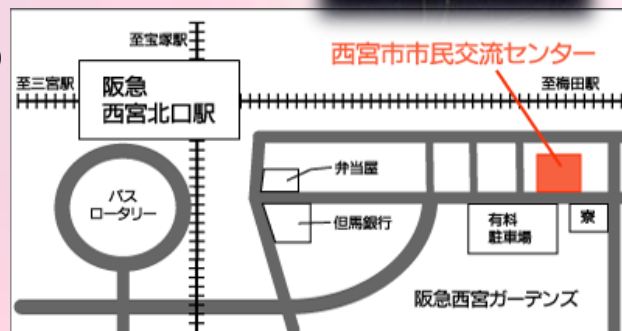 至宝塚駅
西宮市市民交流センター
至三宮駅
阪急
西宮北口駅
至梅田駅
バス
ロータリー
弁当屋
但馬銀行
有料
駐車場
寮
阪急西宮ガーデンズ